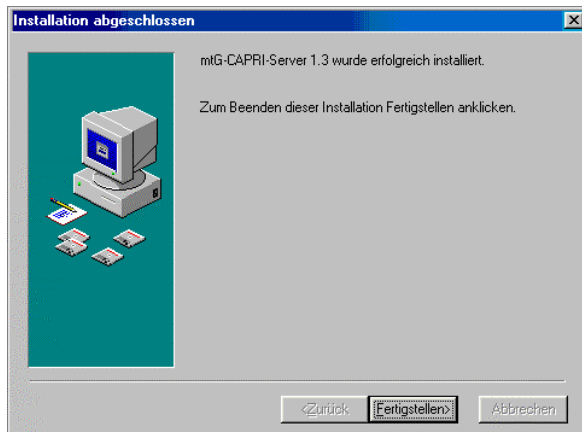 Installation abgeschlossen
mtG-CAPRI-Server 1.3 wurde erfolgreich installiert.
Zum Beenden dieser Installation Fertigstellen anklicken.
<Zurück Fertigstellen> Abbrechen